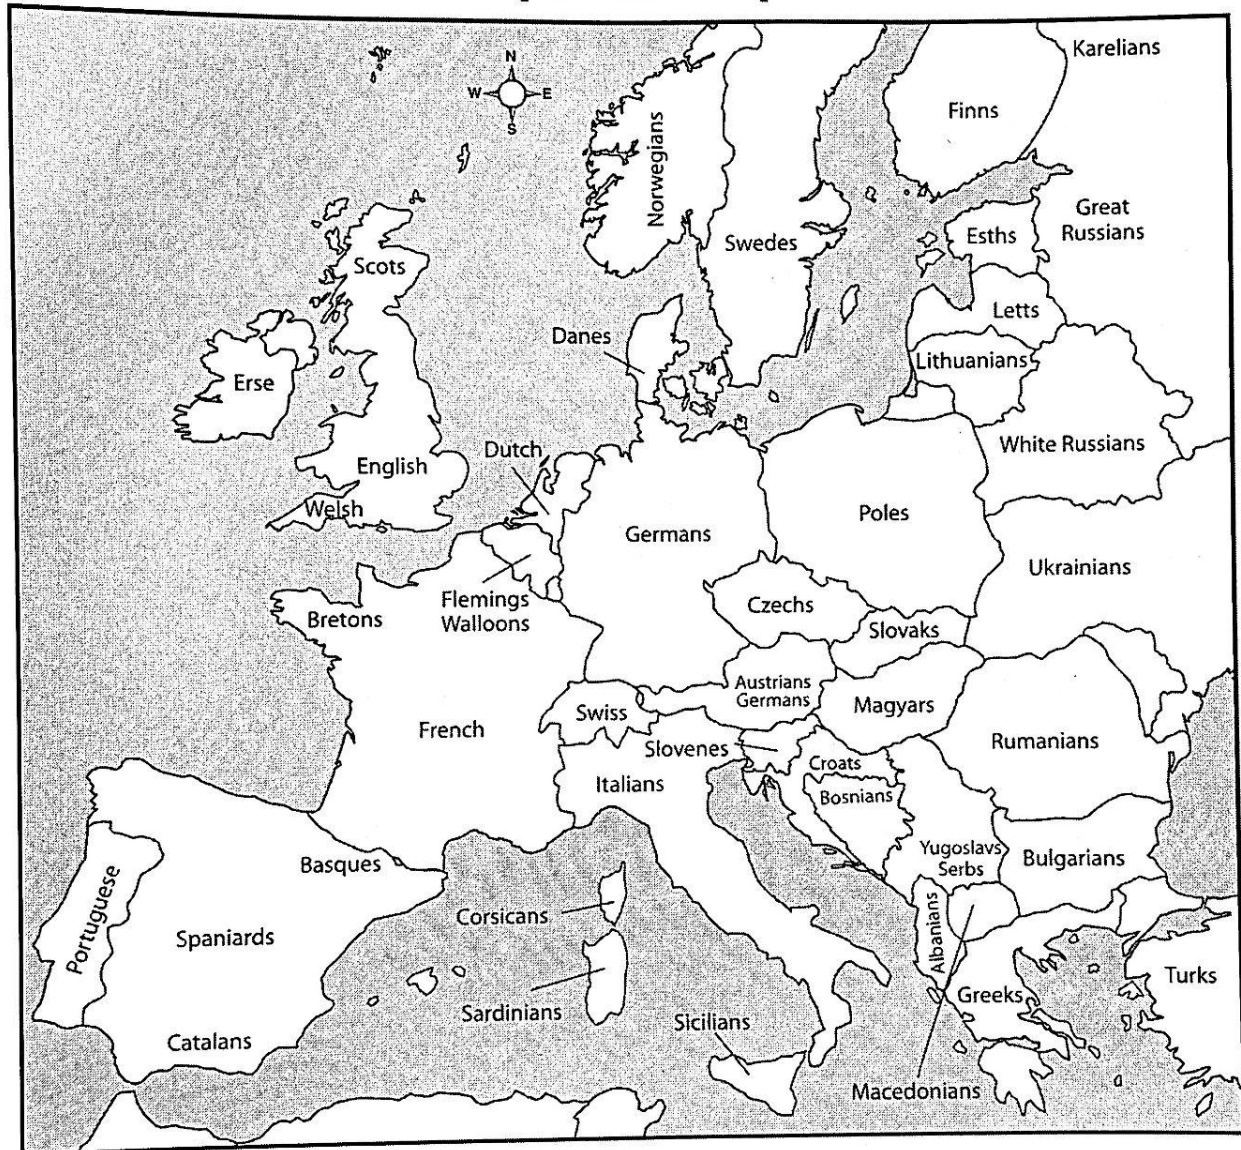 Karelians
N
W E
S
Finns
Norwegians
Great
Russians
Swedes
Esths
Scots
Letts
Danes
Lithuanians
Erse
White Russians
Dutch
English
Welsh
Poles
Germans
Ukrainians
Flemings
Walloons
Bretons
Czechs
Slovaks
Austrians
Germans
Swiss
Magyars
French
Slovenes
Rumanians
Croats
Italians
Bosnians
Yugoslavs
Serbs
Bulgarians
Basques
Portuguese
Corsicans
Spaniards
Albanians
Turks
Greeks
Sardinians
Sicilians
Catalans
Macedonians